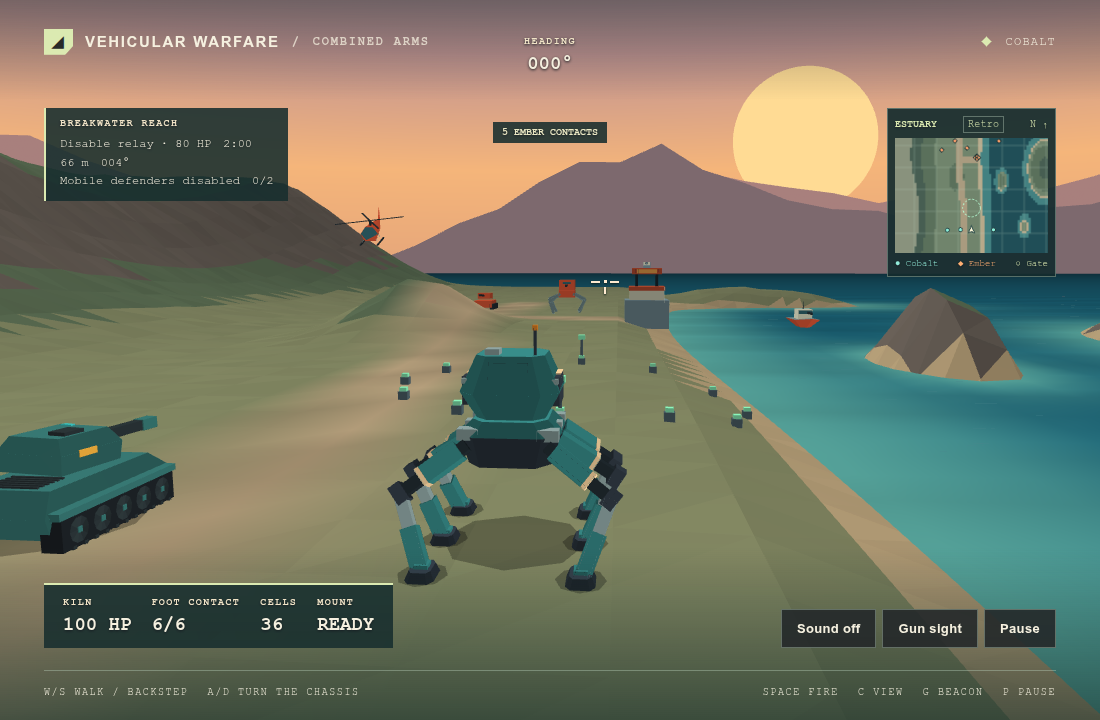 VEHICULAR WARFARE / COMBINED ARMS
HEADING
000°
COBALT
BREAKWATER REACH
Disable relay · 80 HP 2:00
66 m 004°
Mobile defenders disabled 0/2
5 EMBER CONTACTS
ESTUARY Retro N ↑
Cobalt Ember Gate
KILN FOOT CONTACT CELLS MOUNT
100 HP 6/6 36 READY
Sound off Gun sight Pause
W/S WALK / BACKSTEP A/D TURN THE CHASSIS
SPACE FIRE C VIEW G BEACON P PAUSE